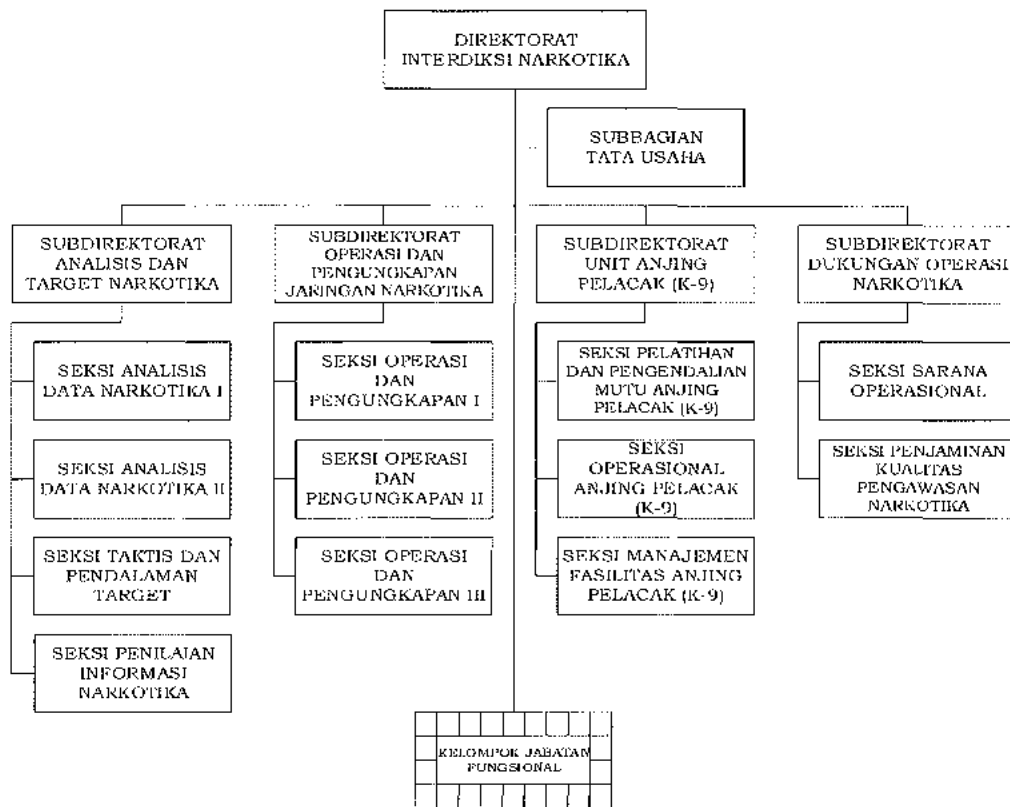 DIREKTORAT
INTERDIKSI NARKOTIKA
SUBBAGIAN
TATA USAHA
SUBDIREKTORAT
ANALISIS DAN
TARGET NARKOTIKA
SEKSI ANALISIS
DATA NARKOTIKA I
SEKSI ANALISIS
DATA NARKOTIKA II
SEKSI TAKTIS DAN
PENDALAMAN
TARGET
SEKSI PENILAIAN
INFORMASI
NARKOTIKA
SUBDIREKTORAT
OPERASI DAN
PENGUNGKAPAN
JARINGAN NARKOTIKA
SEKSI OPERASI
DAN
PENGUNGKAPAN I
SEKSI OPERASI
DAN
PENGUNGKAPAN II
SEKSI OPERASI
DAN
PENGUNGKAPAN III
SUBDIREKTORAT
UNIT ANJING
PELACAK (K-9)
SEKSI PELATIHAN
DAN PENGENDALIAN
MUTU ANJING
PELACAK (K-9)
SEKSI
OPERASIONAL
ANJING PELACAK
(K-9)
SEKSI MANAJEMEN
FASILITAS ANJING
PELACAK (K-9)
SUBDIREKTORAT
DUKUNGAN OPERASI
NARKOTIKA
SEKSI SARANA
OPERASIONAL
SEKSI PENJAMINAN
KUALITAS
PENGAWASAN
NARKOTIKA
KELOMPOK JABATAN
FUNGSIONAL